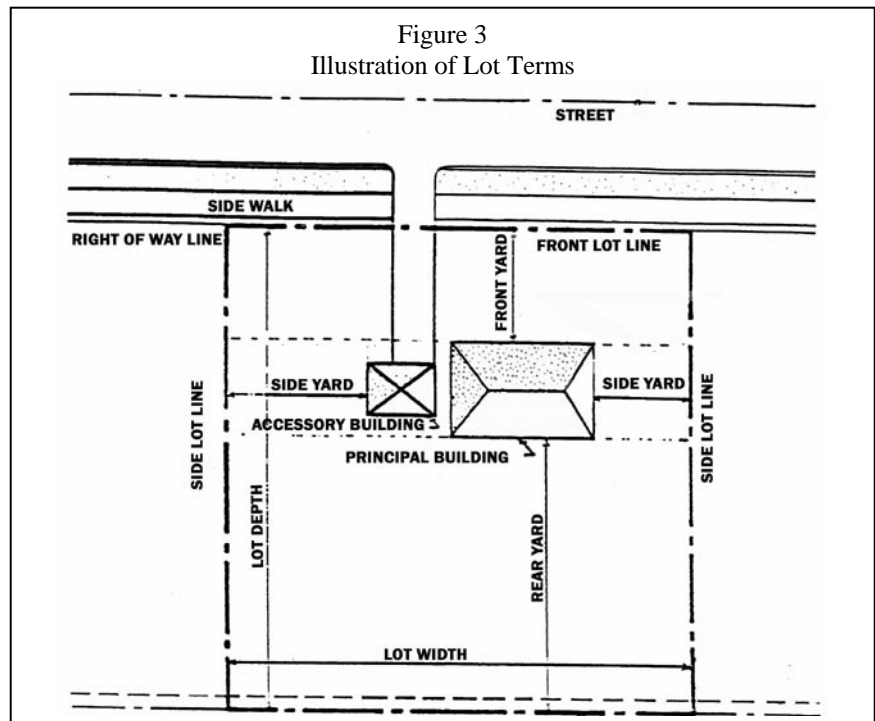 Figure 3
Illustration of Lot Terms
STREET
SIDE WALK
RIGHT OF WAY LINE
FRONT LOT LINE
FRONT YARD
SIDE YARD
SIDE YARD
ACCESSORY BUILDING
PRINCIPAL BUILDING
SIDE LOT LINE
SIDE LOT LINE
LOT DEPTH
REAR YARD
LOT WIDTH